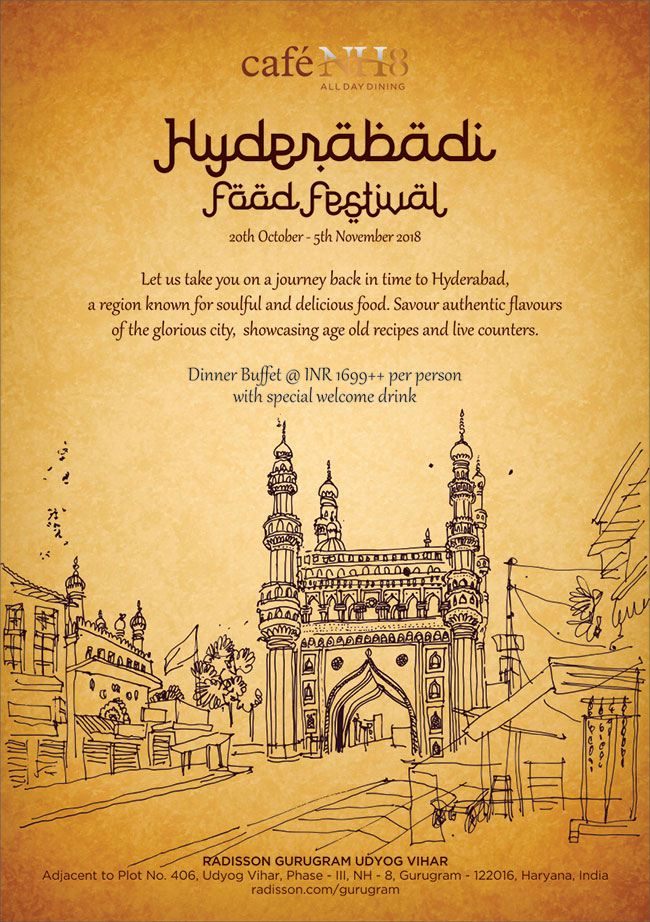 café NH8
ALL DAY DINING
Hyderäbädi
fööd festiväl
20th October - 5th November 2018
Let us take you on a journey back in time to Hyderabad,
a region known for soulful and delicious food. Savour authentic flavours
of the glorious city, showcasing age old recipes and live counters.
Dinner Buffet @ INR 1699++ per person
with special welcome drink
RADISSON GURUGRAM UDYOG VIHAR
Adjacent to Plot No. 406, Udyog Vihar, Phase - III, NH - 8, Gurugram - 122016, Haryana, India
radisson.com/gurugram